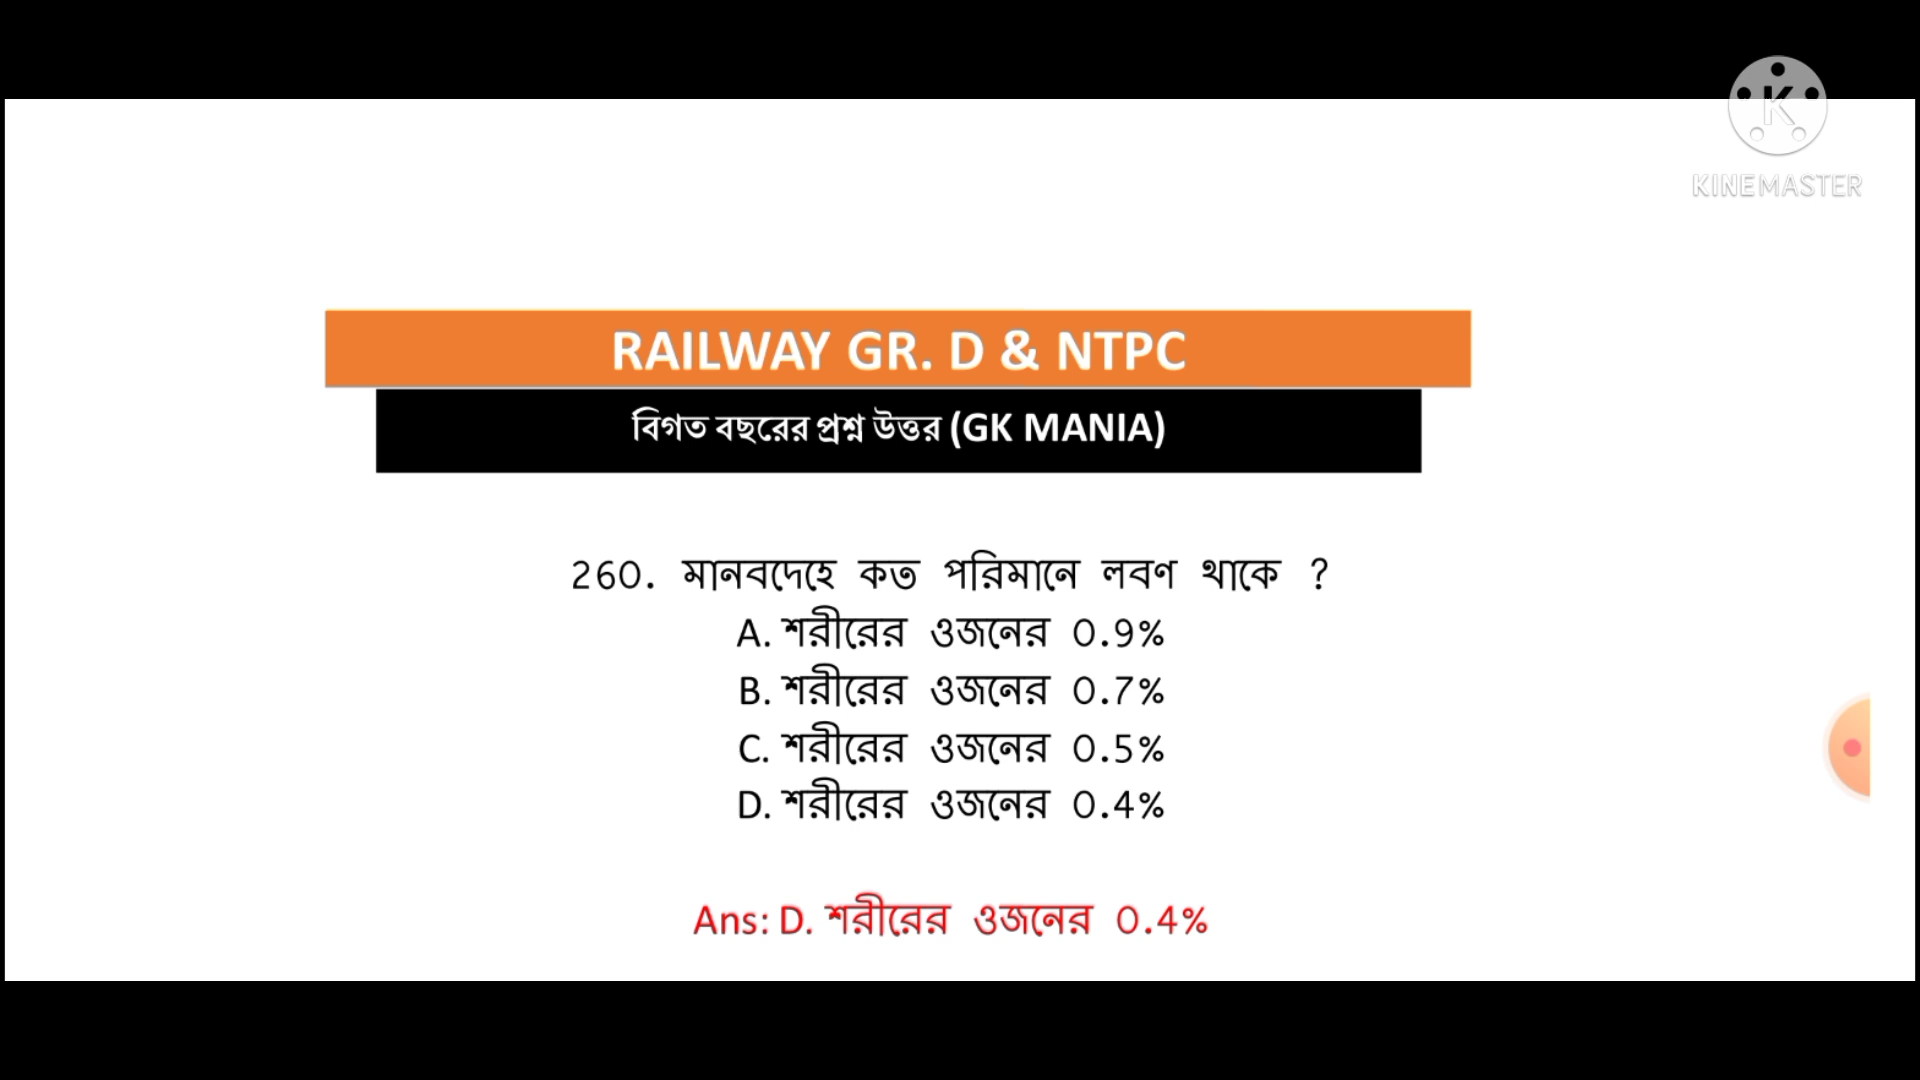 KINEMASTER
RAILWAY GR. D & NTPC
বিগত বছরের প্রশ্ন উত্তর (GK MANIA)
260. মানবদেহে কত পরিমানে লবণ থাকে ?
A. শরীরের ওজনের 0.9%
B. শরীরের ওজনের 0.7%
C. শরীরের ওজনের 0.5%
D. শরীরের ওজনের 0.4%
Ans: D. শরীরের ওজনের 0.4%